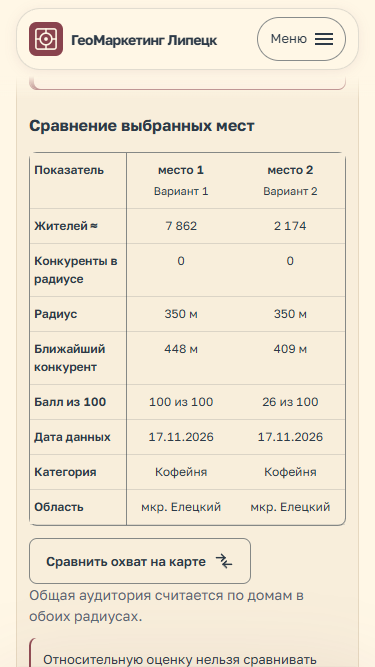 ГеоМаркетинг Липецк
Меню
Сравнение выбранных мест
Показатель место 1 место 2
Вариант 1 Вариант 2
Жителей ≈ 7 862 2 174
Конкуренты в радиусе 0 0
Радиус 350 м 350 м
Ближайший конкурент 448 м 409 м
Балл из 100 100 из 100 26 из 100
Дата данных 17.11.2026 17.11.2026
Категория Кофейня Кофейня
Область мкр. Елецкий мкр. Елецкий
Сравнить охват на карте
Общая аудитория считается по домам в
обоих радиусах.
Относительную оценку нельзя сравнивать